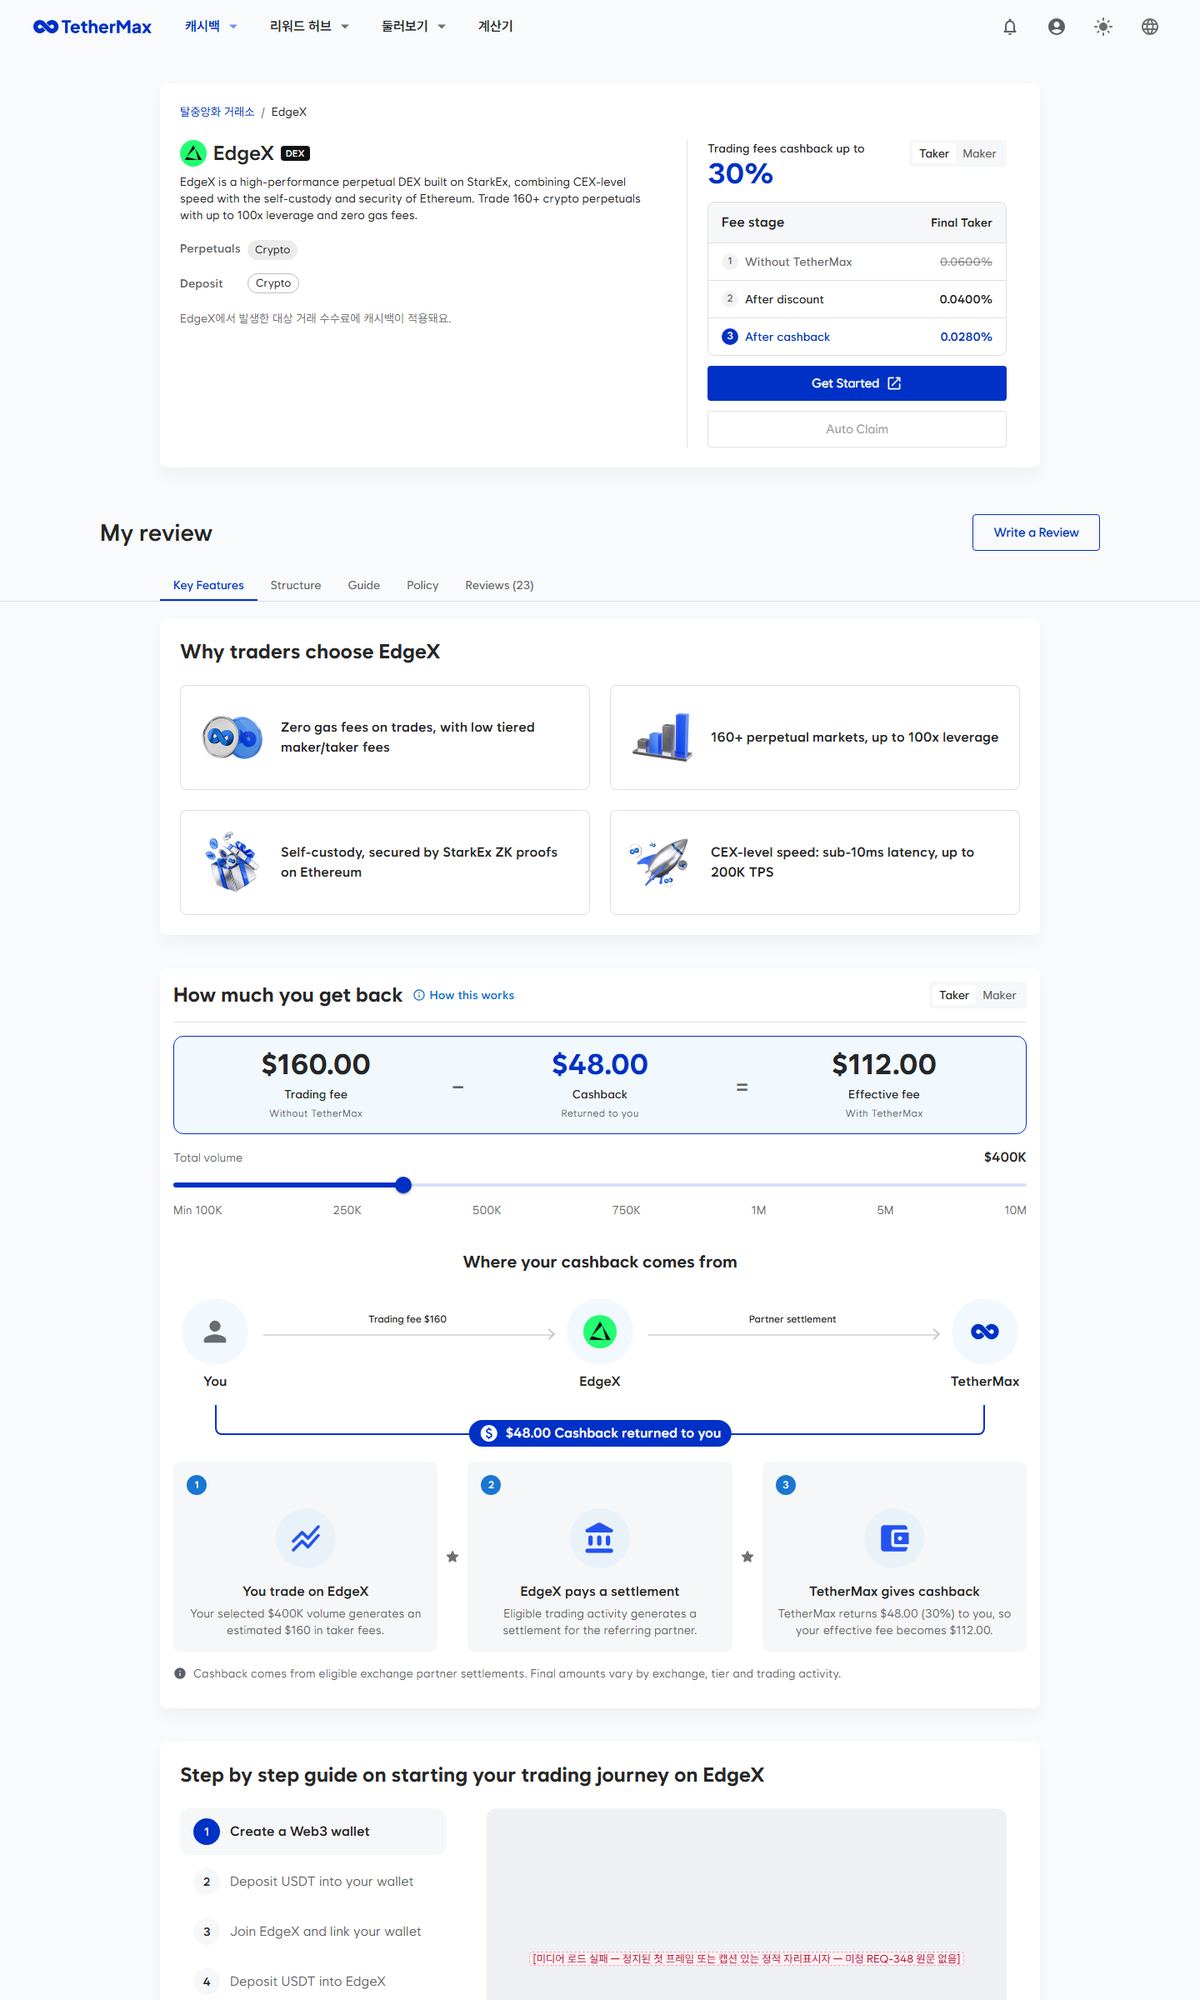 TetherMax
캐시백
리워드 허브
둘러보기
계산기
탈중앙화 거래소 / EdgeX
EdgeX DEX
EdgeX is a high-performance perpetual DEX built on StarkEx, combining CEX-level
speed with the self-custody and security of Ethereum. Trade 160+ crypto perpetuals
with up to 100x leverage and zero gas fees.
Perpetuals Crypto
Deposit Crypto
EdgeX에서 발생한 대상 거래 수수료에 캐시백이 적용돼요.
Trading fees cashback up to
30%
Taker Maker
Fee stage Final Taker
1 Without TetherMax 0.0600%
2 After discount 0.0400%
3 After cashback 0.0280%
Get Started
Auto Claim
My review
Write a Review
Key Features Structure Guide Policy Reviews (23)
Why traders choose EdgeX
Zero gas fees on trades, with low tiered
maker/taker fees
160+ perpetual markets, up to 100x leverage
Self-custody, secured by StarkEx ZK proofs
on Ethereum
CEX-level speed: sub-10ms latency, up to
200K TPS
How much you get back How this works
Taker Maker
$160.00 − $48.00 = $112.00
Trading fee Cashback Effective fee
Without TetherMax Returned to you With TetherMax
Total volume $400K
Min 100K 250K 500K 750K 1M 5M 10M
Where your cashback comes from
Trading fee $160 Partner settlement
You EdgeX TetherMax
$48.00 Cashback returned to you
1
You trade on EdgeX
Your selected $400K volume generates an
estimated $160 in taker fees.
2
EdgeX pays a settlement
Eligible trading activity generates a
settlement for the referring partner.
3
TetherMax gives cashback
TetherMax returns $48.00 (30%) to you, so
your effective fee becomes $112.00.
Cashback comes from eligible exchange partner settlements. Final amounts vary by exchange, tier and trading activity.
Step by step guide on starting your trading journey on EdgeX
1 Create a Web3 wallet
2 Deposit USDT into your wallet
3 Join EdgeX and link your wallet
4 Deposit USDT into EdgeX
[미디어 로드 실패 — 정지된 첫 프레임 또는 캡션 있는 정적 자리표시자 — 미정 REQ-348 원문 없음]